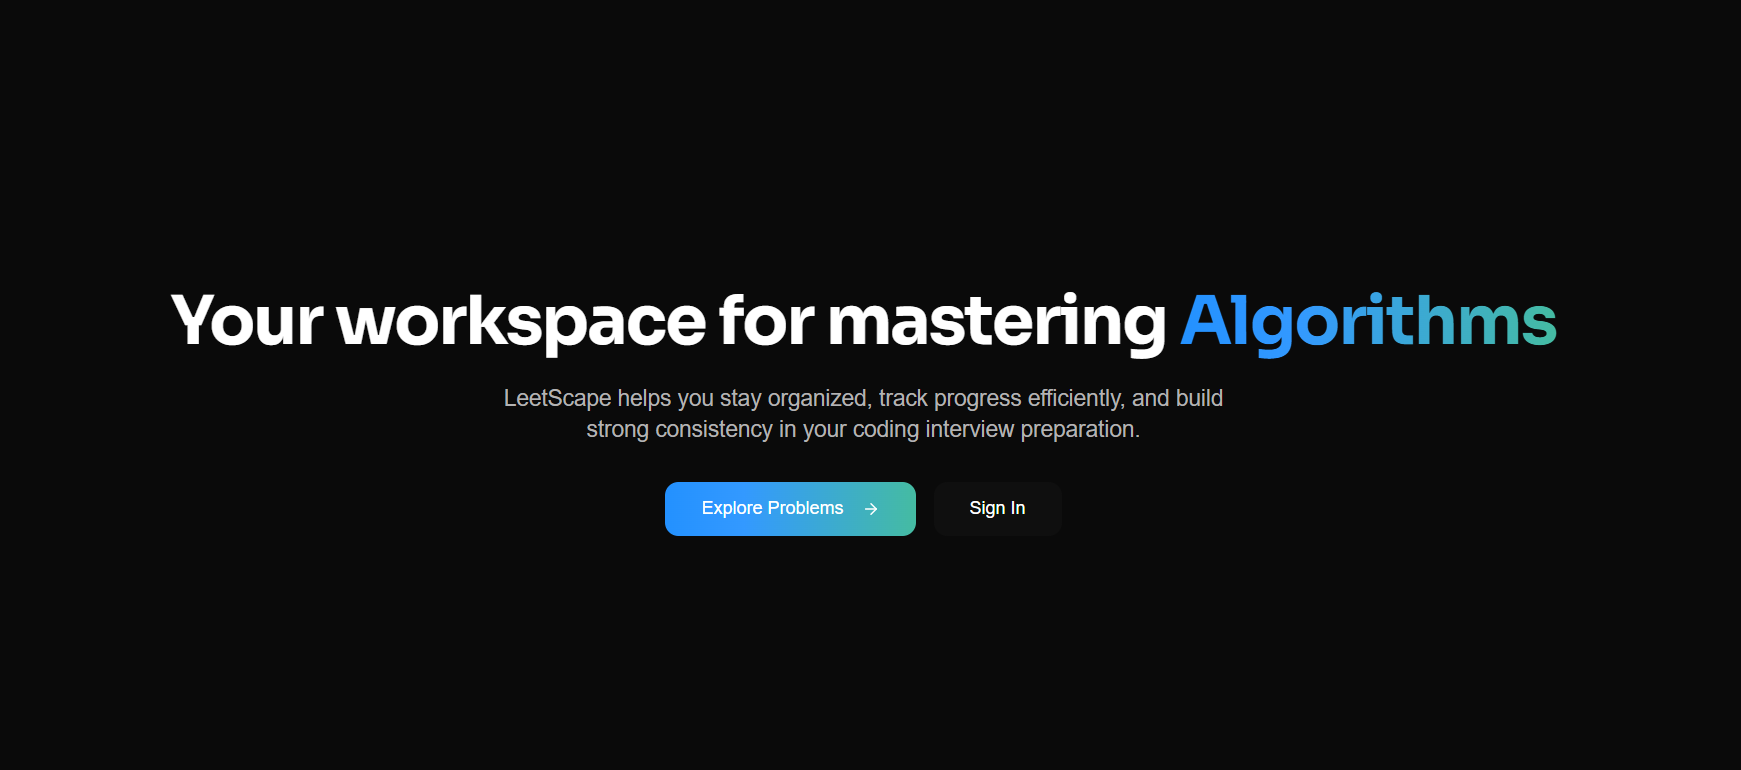 Your workspace for mastering Algorithms
LeetScape helps you stay organized, track progress efficiently, and build
strong consistency in your coding interview preparation.
Explore Problems →
Sign In